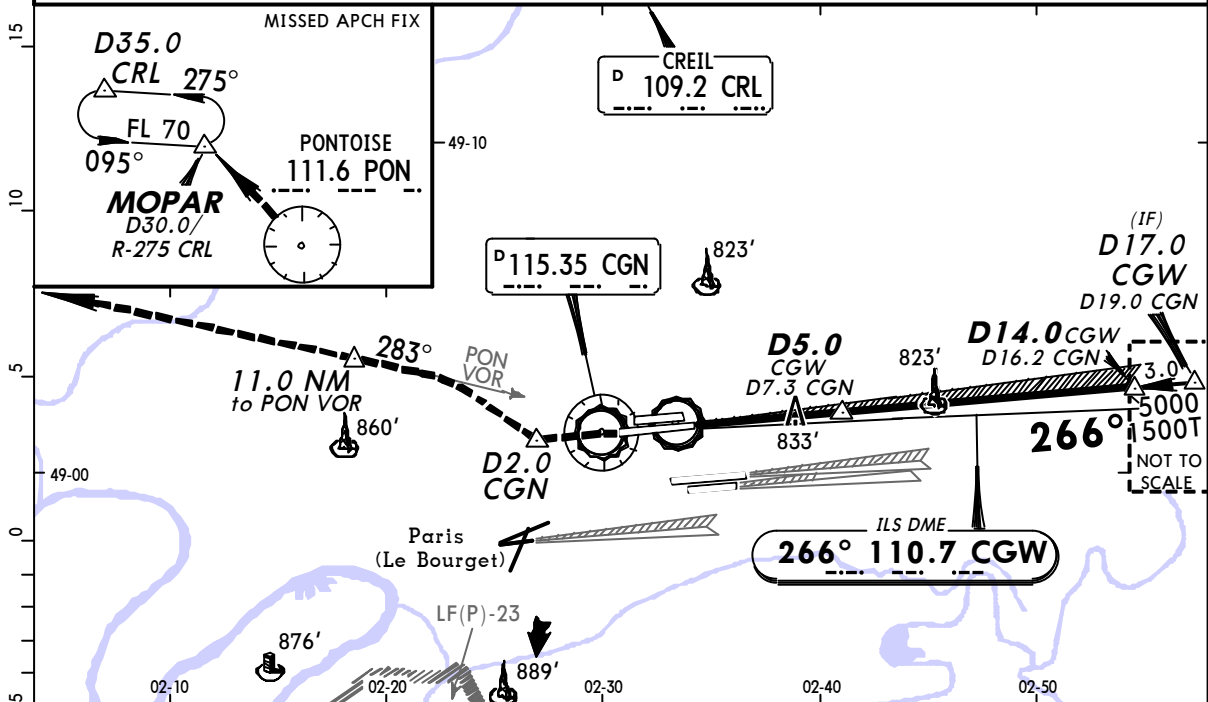 MISSED APCH FIX
D35.0
CRL
275°
FL 70
095°
MOPAR
D30.0/
R-275 CRL
PONTOISE
111.6 PON
CREIL
D 109.2 CRL
49-10
15
10
5
0
5
D 115.35 CGN
823'
(IF)
D17.0
CGW
D19.0 CGN
D14.0 CGW
D16.2 CGN
D5.0
CGW
D7.3 CGN
823'
3.0
5000
1500T
NOT TO
SCALE
266°
833'
283°
PON
VOR
11.0 NM
to PON VOR
860'
D2.0
CGN
49-00
Paris
(Le Bourget)
ILS DME
266° 110.7 CGW
LF(P)-23
876'
889'
02-10
02-20
02-30
02-40
02-50